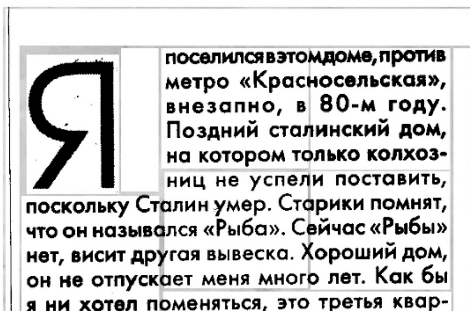 Я поселился в этом доме, против
метро «Красносельская»,
внезапно, в 80-м году.
Поздний сталинский дом,
на котором только колхоз-
ниц не успели поставить,
поскольку Сталин умер. Старики помнят,
что он назывался «Рыба». Сейчас «Рыбы»
нет, висит другая вывеска. Хороший дом,
он не отпускает меня много лет. Как бы
я ни хотел поменяться, это третья квар-